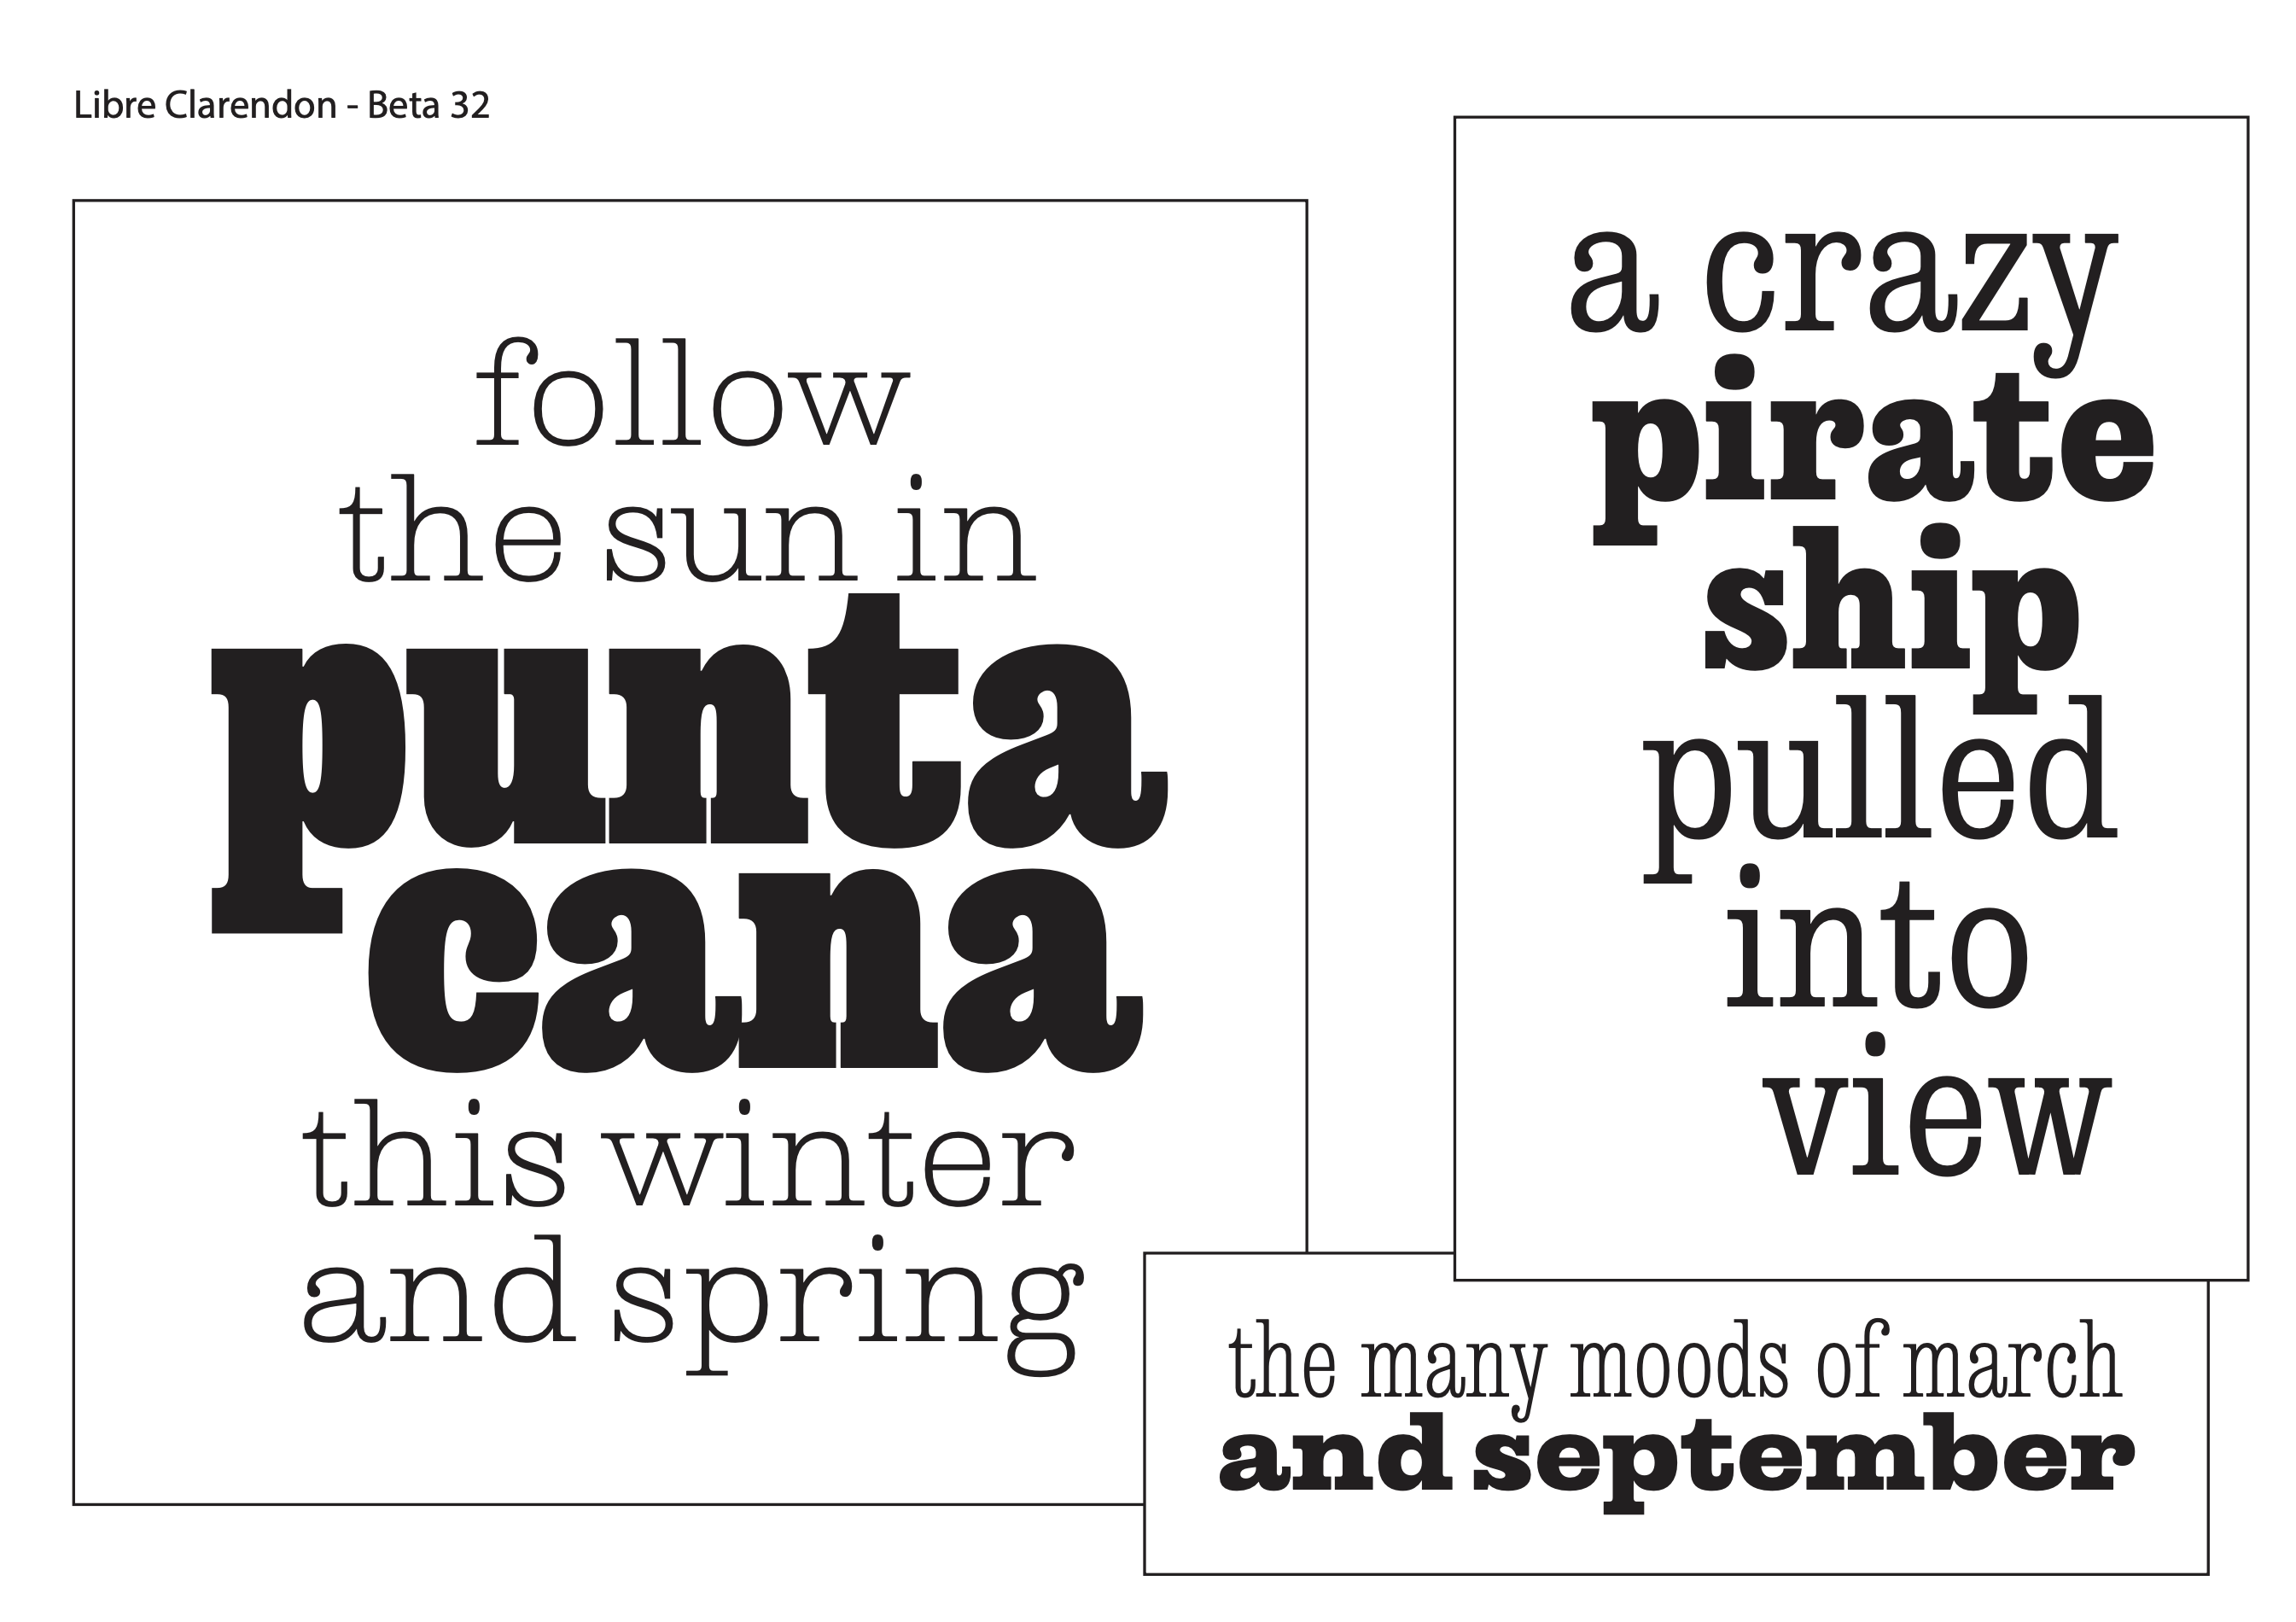 Libre Clarendon - Beta 32
follow
the sun in
punta
cana
this winter
and spring
a crazy
pirate
ship
pulled
into
view
the many moods of march
and september